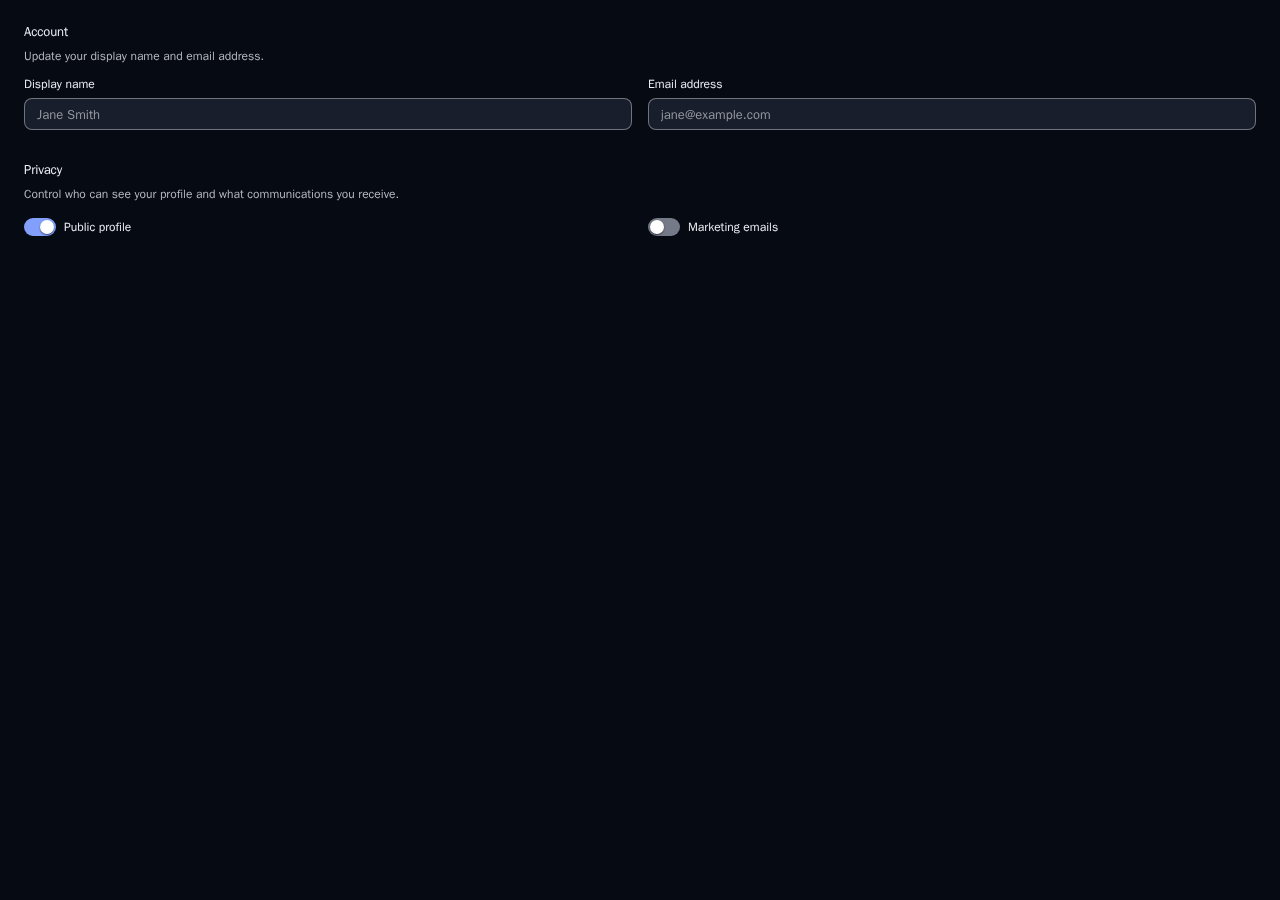 Account
Update your display name and email address.
Display name
Email address
Jane Smith
jane@example.com
Privacy
Control who can see your profile and what communications you receive.
Public profile
Marketing emails